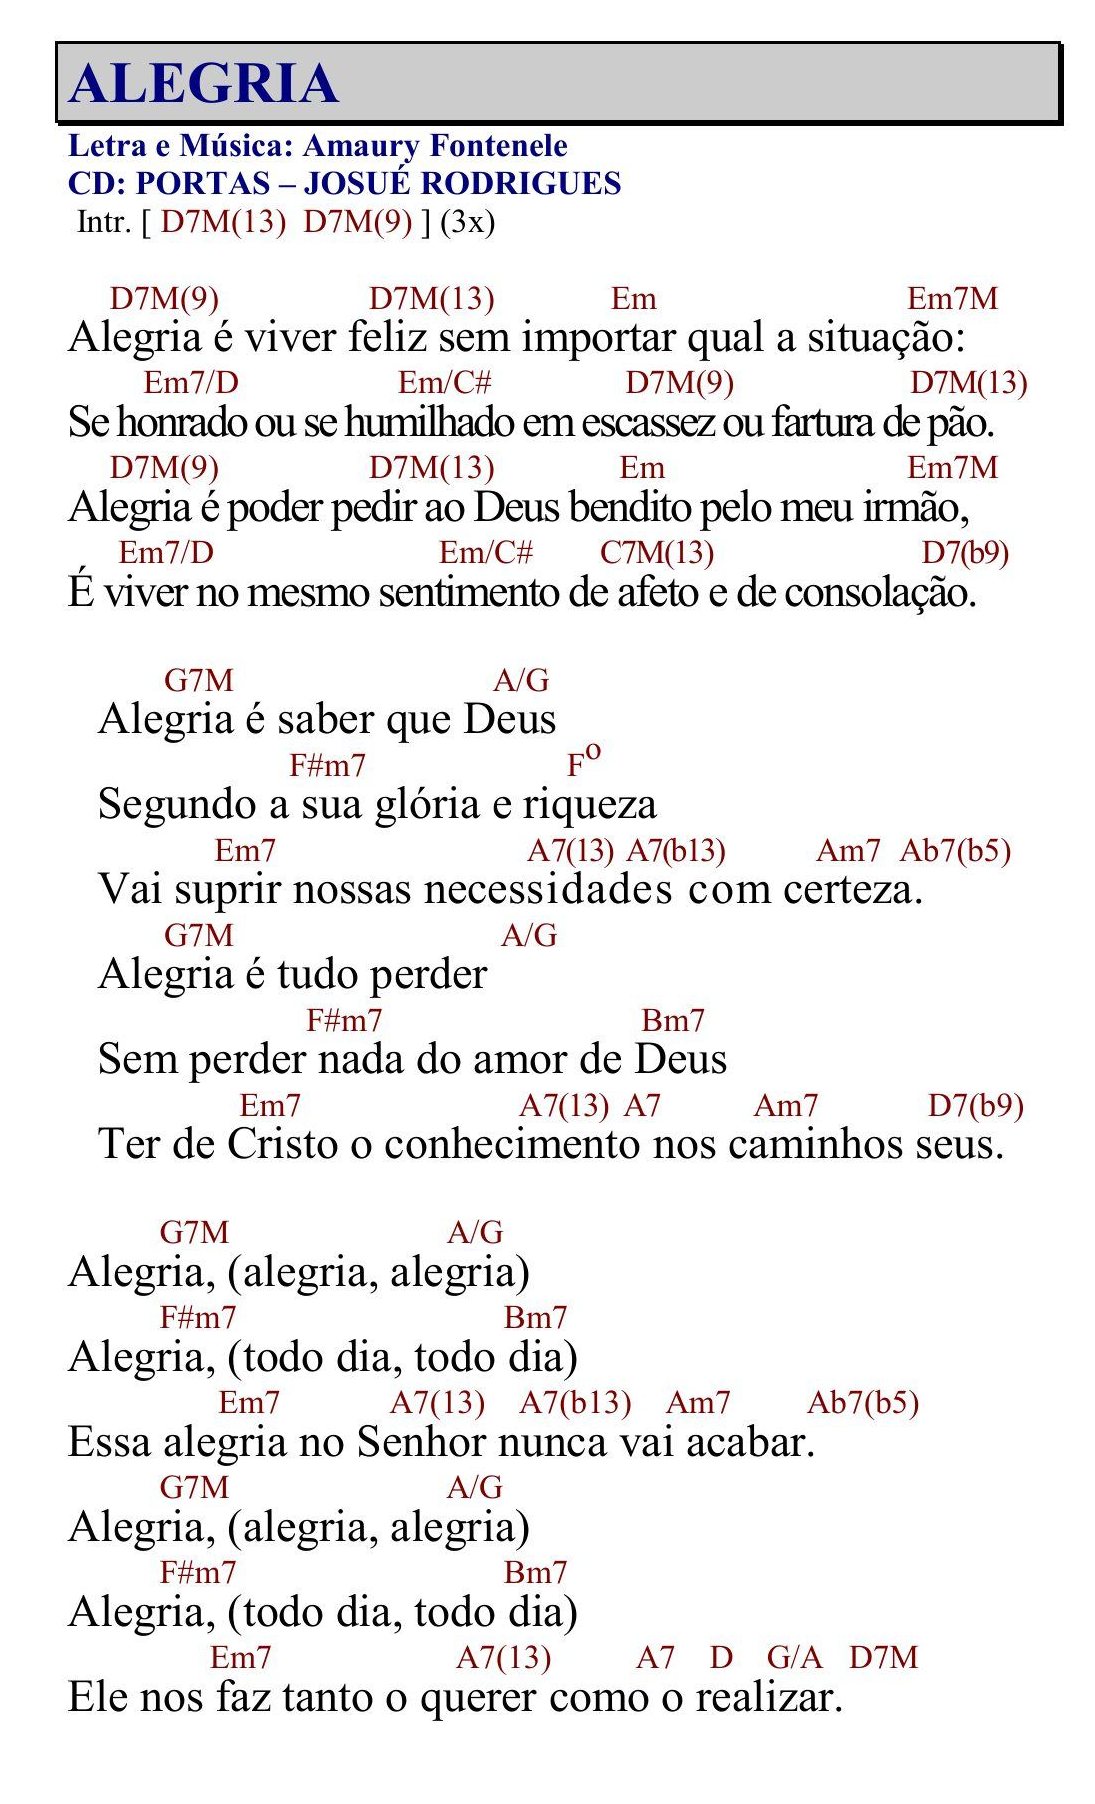 ALEGRIA
Letra e Música: Amaury Fontenele
CD: PORTAS – JOSUÉ RODRIGUES
Intr. [ D7M(13) D7M(9) ] (3x)
D7M(9) D7M(13) Em Em7M
Alegria é viver feliz sem importar qual a situação:
Em7/D Em/C# D7M(9) D7M(13)
Se honrado ou se humilhado em escassez ou fartura de pão.
D7M(9) D7M(13) Em Em7M
Alegria é poder pedir ao Deus bendito pelo meu irmão,
Em7/D Em/C# C7M(13) D7(b9)
É viver no mesmo sentimento de afeto e de consolação.
G7M A/G
Alegria é saber que Deus
F#m7 Fº
Segundo a sua glória e riqueza
Em7 A7(13) A7(b13) Am7 Ab7(b5)
Vai suprir nossas necessidades com certeza.
G7M A/G
Alegria é tudo perder
F#m7 Bm7
Sem perder nada do amor de Deus
Em7 A7(13) A7 Am7 D7(b9)
Ter de Cristo o conhecimento nos caminhos seus.
G7M A/G
Alegria, (alegria, alegria)
F#m7 Bm7
Alegria, (todo dia, todo dia)
Em7 A7(13) A7(b13) Am7 Ab7(b5)
Essa alegria no Senhor nunca vai acabar.
G7M A/G
Alegria, (alegria, alegria)
F#m7 Bm7
Alegria, (todo dia, todo dia)
Em7 A7(13) A7 D G/A D7M
Ele nos faz tanto o querer como o realizar.